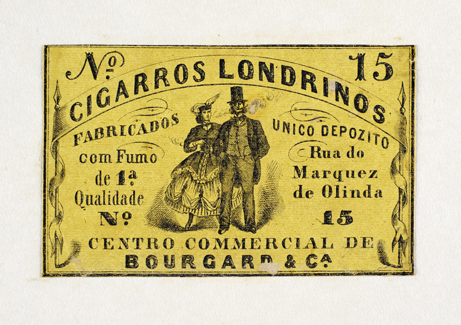 Nº 15
CIGARROS LONDRINOS
FABRICADOS
com Fumo
de 1ª
Qualidade
Nº
UNICO DEPOZITO
Rua do
Marquez
de Olinda
15
CENTRO COMMERCIAL DE
BOURGARD & Cª